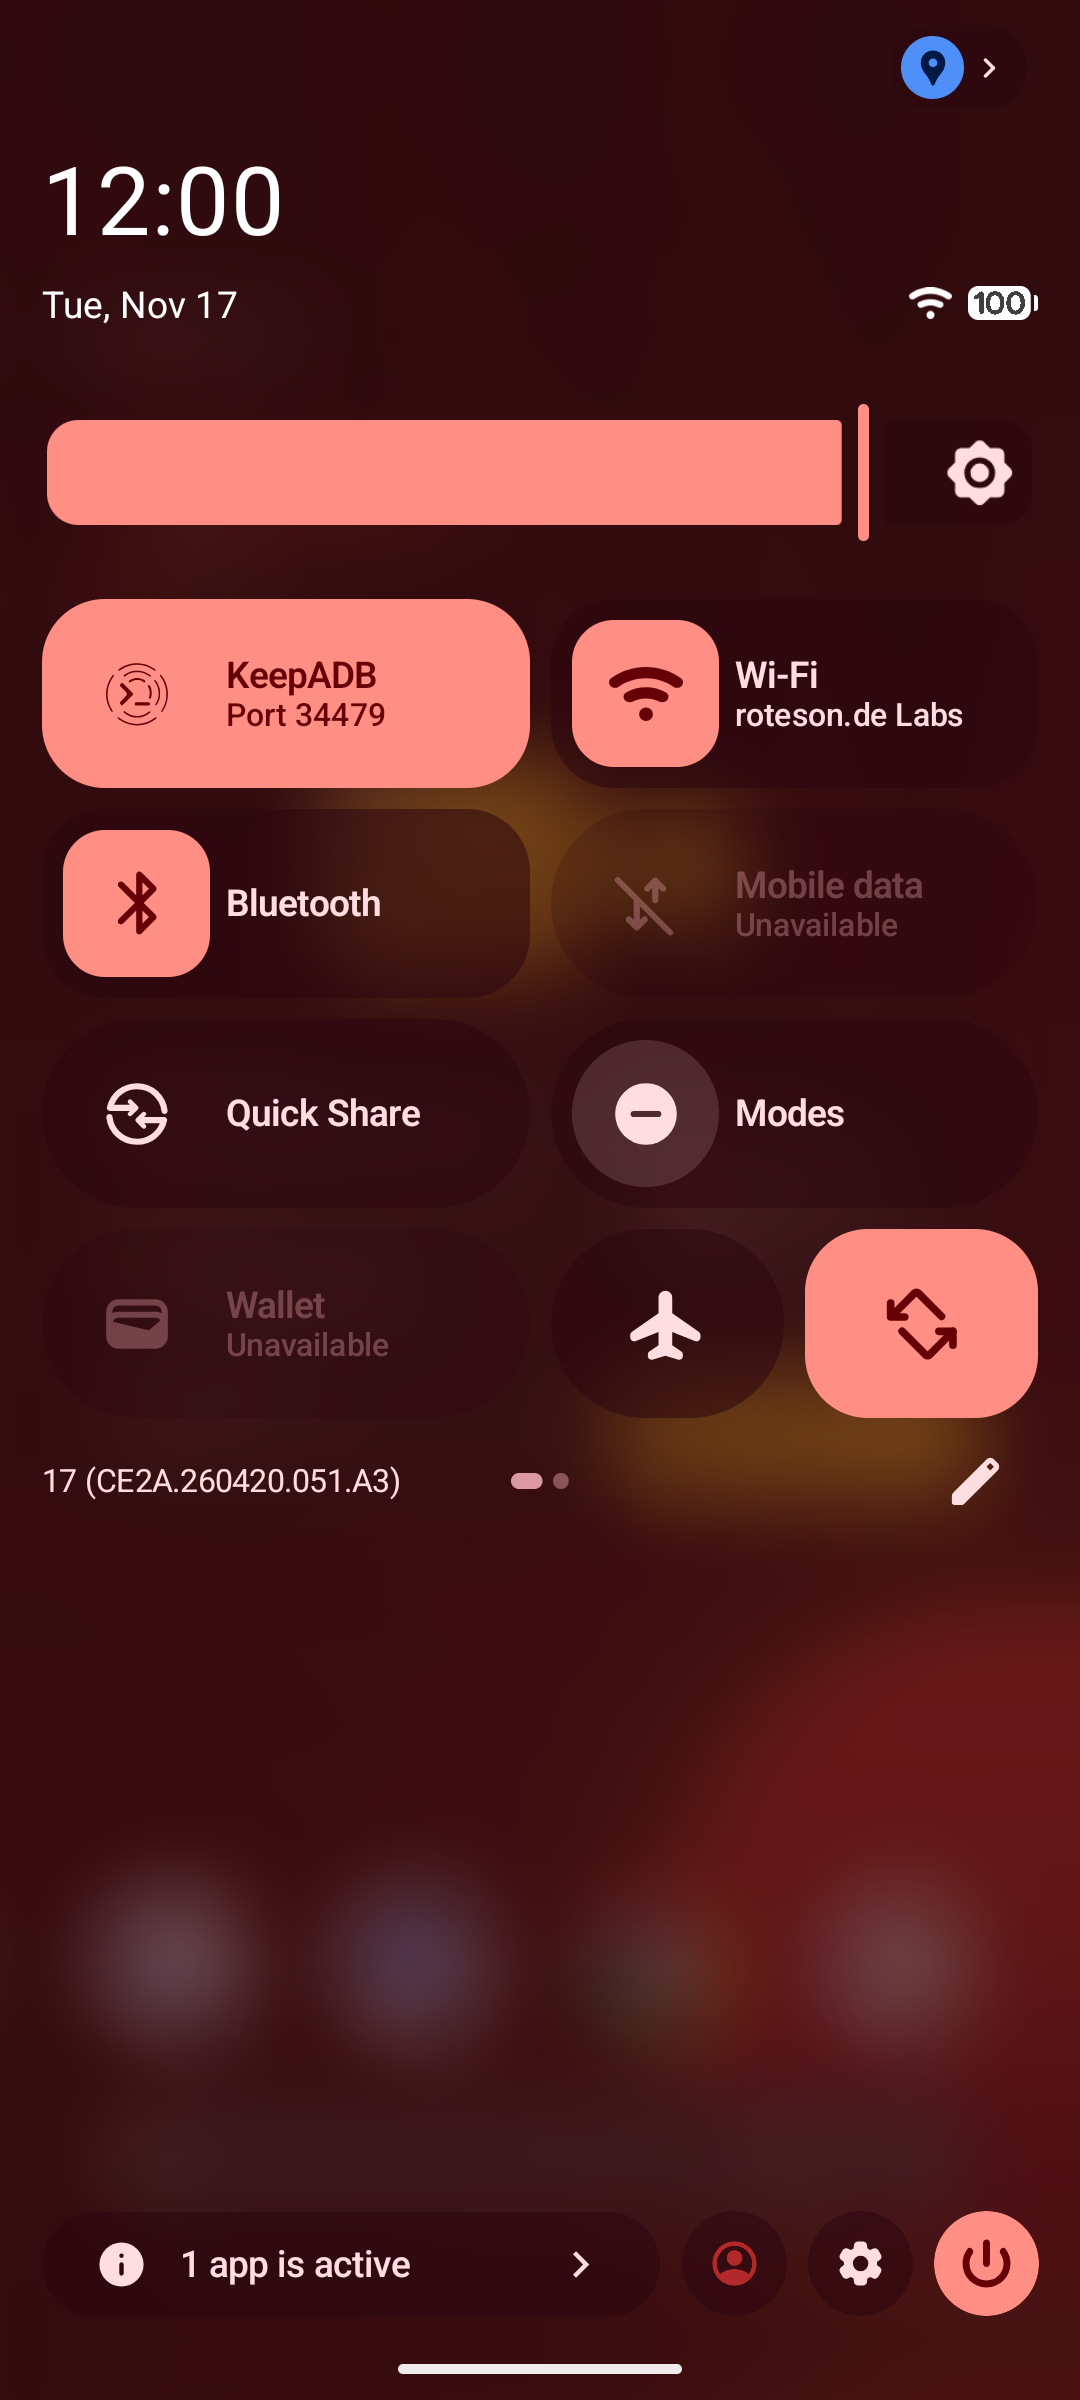 12:00
Tue, Nov 17
100
KeepADB
Port 34479
Wi-Fi
roteson.de Labs
Bluetooth
Mobile data
Unavailable
Quick Share
Modes
Wallet
Unavailable
17 (CE2A.260420.051.A3)
1 app is active